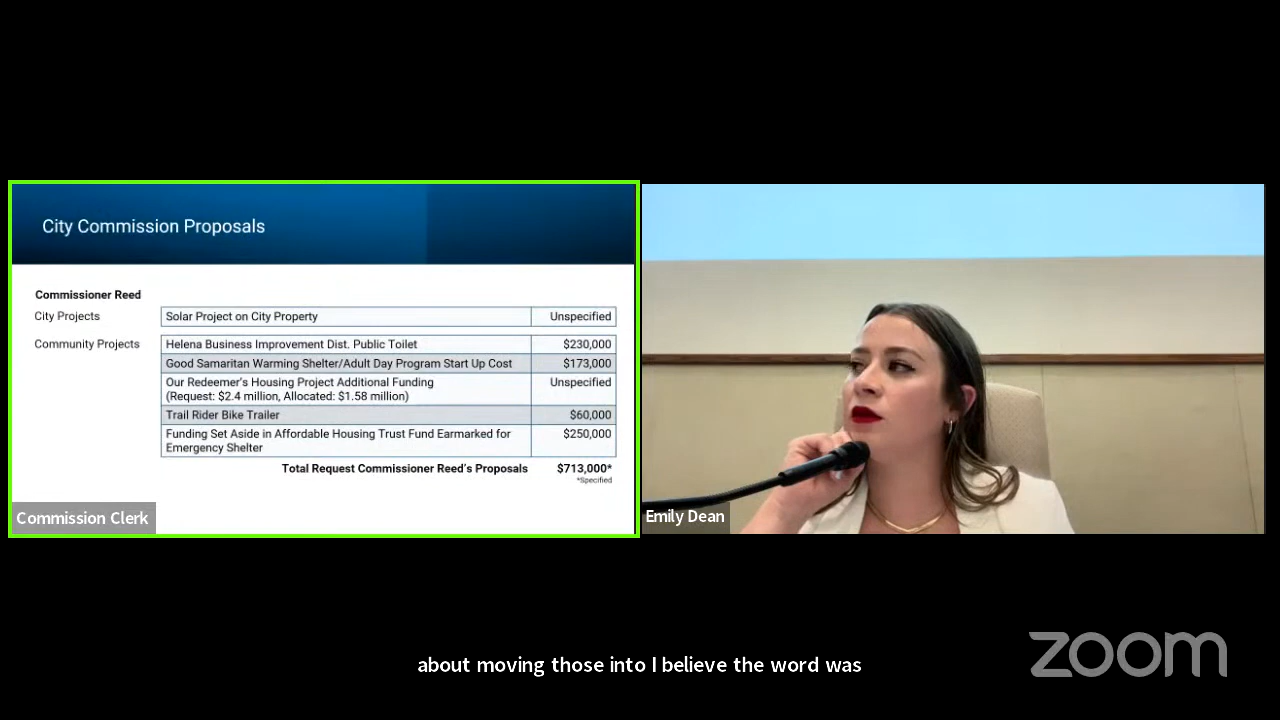 City Commission Proposals
Commissioner Reed
City Projects
Solar Project on City Property
Unspecified
Community Projects
Helena Business Improvement Dist. Public Toilet
$230,000
Good Samaritan Warming Shelter/Adult Day Program Start Up Cost
$173,000
Our Redeemer's Housing Project Additional Funding
(Request: $2.4 million, Allocated: $1.58 million)
Unspecified
Trail Rider Bike Trailer
$60,000
Funding Set Aside in Affordable Housing Trust Fund Earmarked for
Emergency Shelter
$250,000
Total Request Commissioner Reed's Proposals
$713,000*
*Specified
Commission Clerk
Emily Dean
about moving those into I believe the word was
zoom